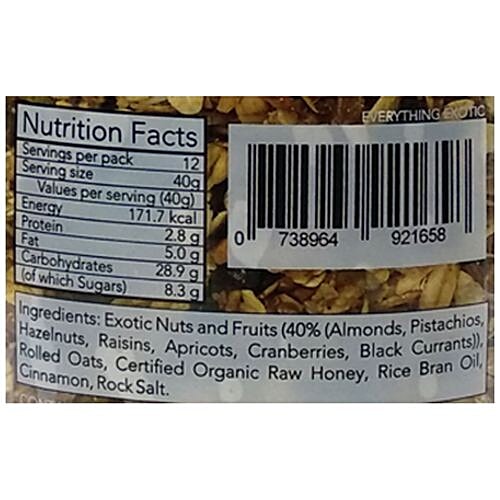 EVERYTHING EXOTIC
Nutrition Facts
Servings per pack 12
Serving size 40g
Values per serving (40g)
Energy 171.7 kcal
Protein 2.8 g
Fat 5.0 g
Carbohydrates 28.9 g
(of which Sugars) 8.3 g
0 738964 921658
Ingredients: Exotic Nuts and Fruits (40% (Almonds, Pistachios,
Hazelnuts, Raisins, Apricots, Cranberries, Black Currants)),
Rolled Oats, Certified Organic Raw Honey, Rice Bran Oil,
Cinnamon, Rock Salt.